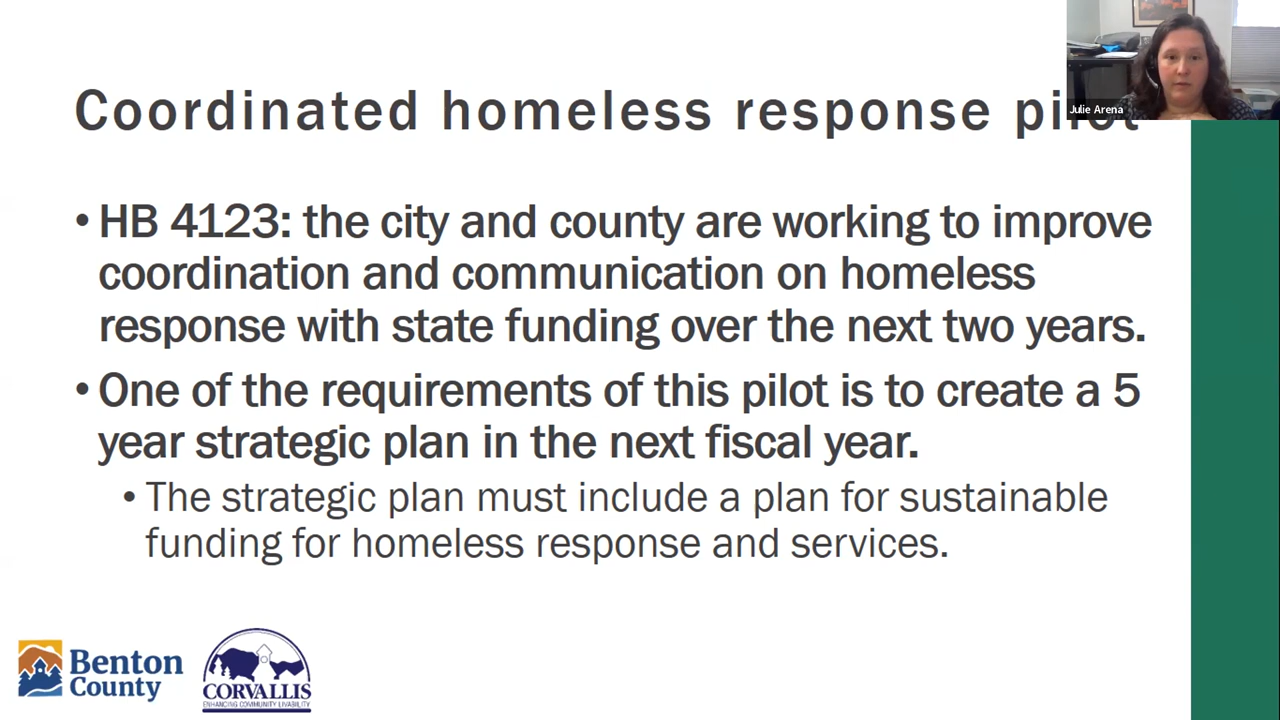 Coordinated homeless response pilot
Julie Arena
• HB 4123: the city and county are working to improve
coordination and communication on homeless
response with state funding over the next two years.
• One of the requirements of this pilot is to create a 5
year strategic plan in the next fiscal year.
• The strategic plan must include a plan for sustainable
funding for homeless response and services.
Benton
County
CORVALLIS
ENHANCING COMMUNITY LIVABILITY